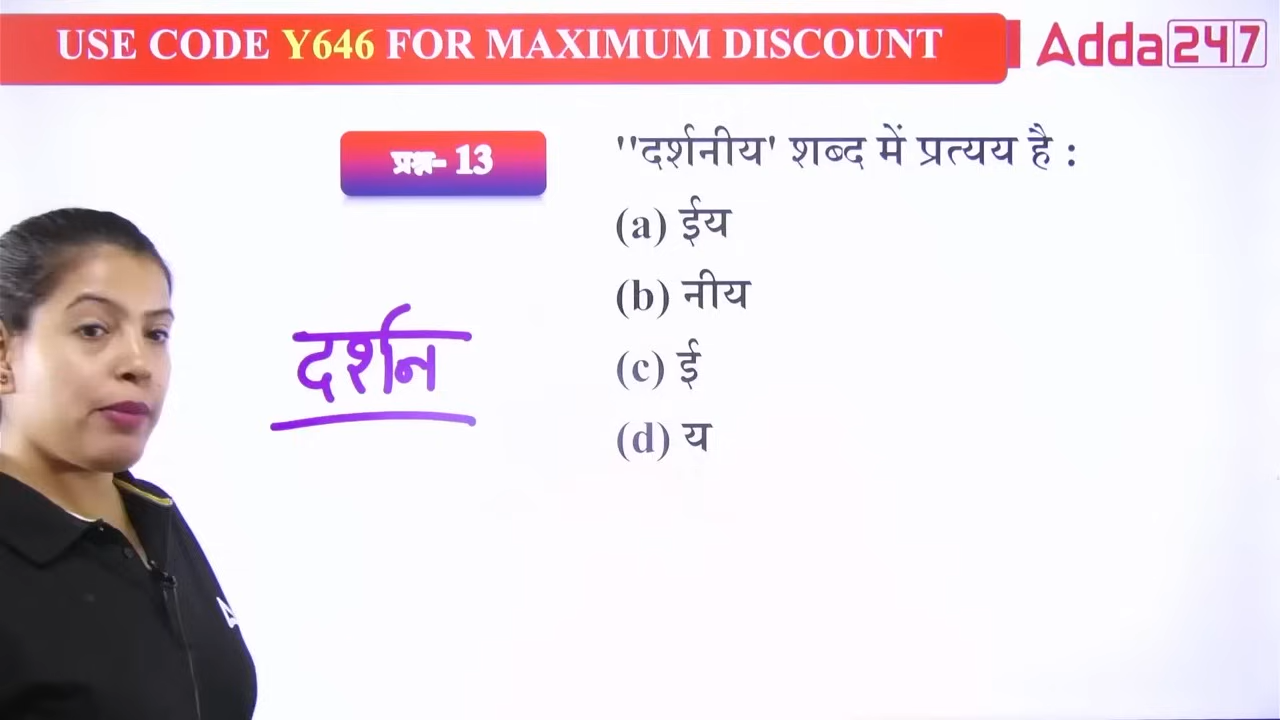 USE CODE Y646 FOR MAXIMUM DISCOUNT
Adda247
प्रश्न- 13
''दर्शनीय' शब्द में प्रत्यय है :
(a) ईय
(b) नीय
(c) ई
(d) य
दर्शन